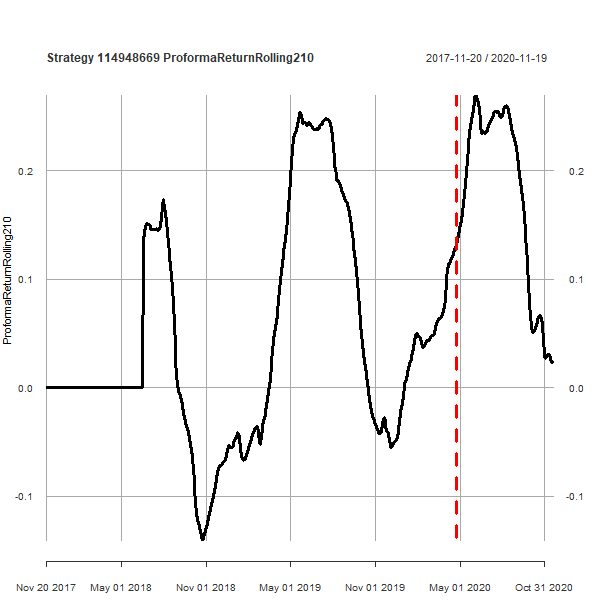 Strategy 114948669 ProformaReturnRolling210
2017-11-20 / 2020-11-19
ProformaReturnRolling210
0.2
0.2
0.1
0.1
0.0
0.0
-0.1
-0.1
Nov 20 2017
May 01 2018
Nov 01 2018
May 01 2019
Nov 01 2019
May 01 2020
Oct 31 2020